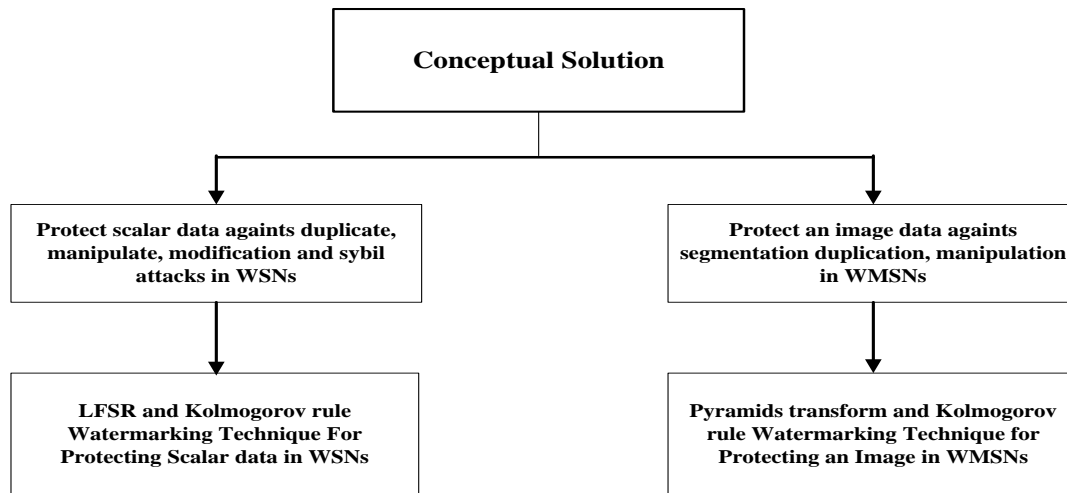 Conceptual Solution
Protect scalar data againts duplicate,
manipulate, modification and sybil
attacks in WSNs
Protect an image data againts
segmentation duplication, manipulation
in WMSNs
LFSR and Kolmogorov rule
Watermarking Technique For
Protecting Scalar data in WSNs
Pyramids transform and Kolmogorov
rule Watermarking Technique for
Protecting an Image in WMSNs